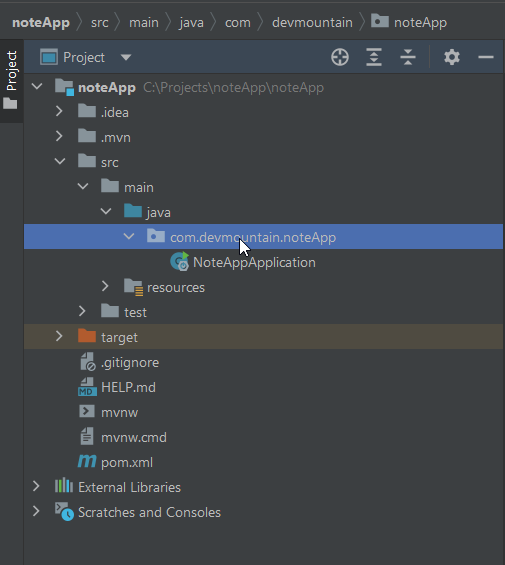 noteApp > src > main > java > com > devmountain > noteApp
Project
Project
noteApp C:\Projects\noteApp\noteApp
.idea
.mvn
src
main
java
com.devmountain.noteApp
NoteAppApplication
resources
test
target
.gitignore
MD HELP.md
mvnw
mvnw.cmd
m pom.xml
External Libraries
Scratches and Consoles